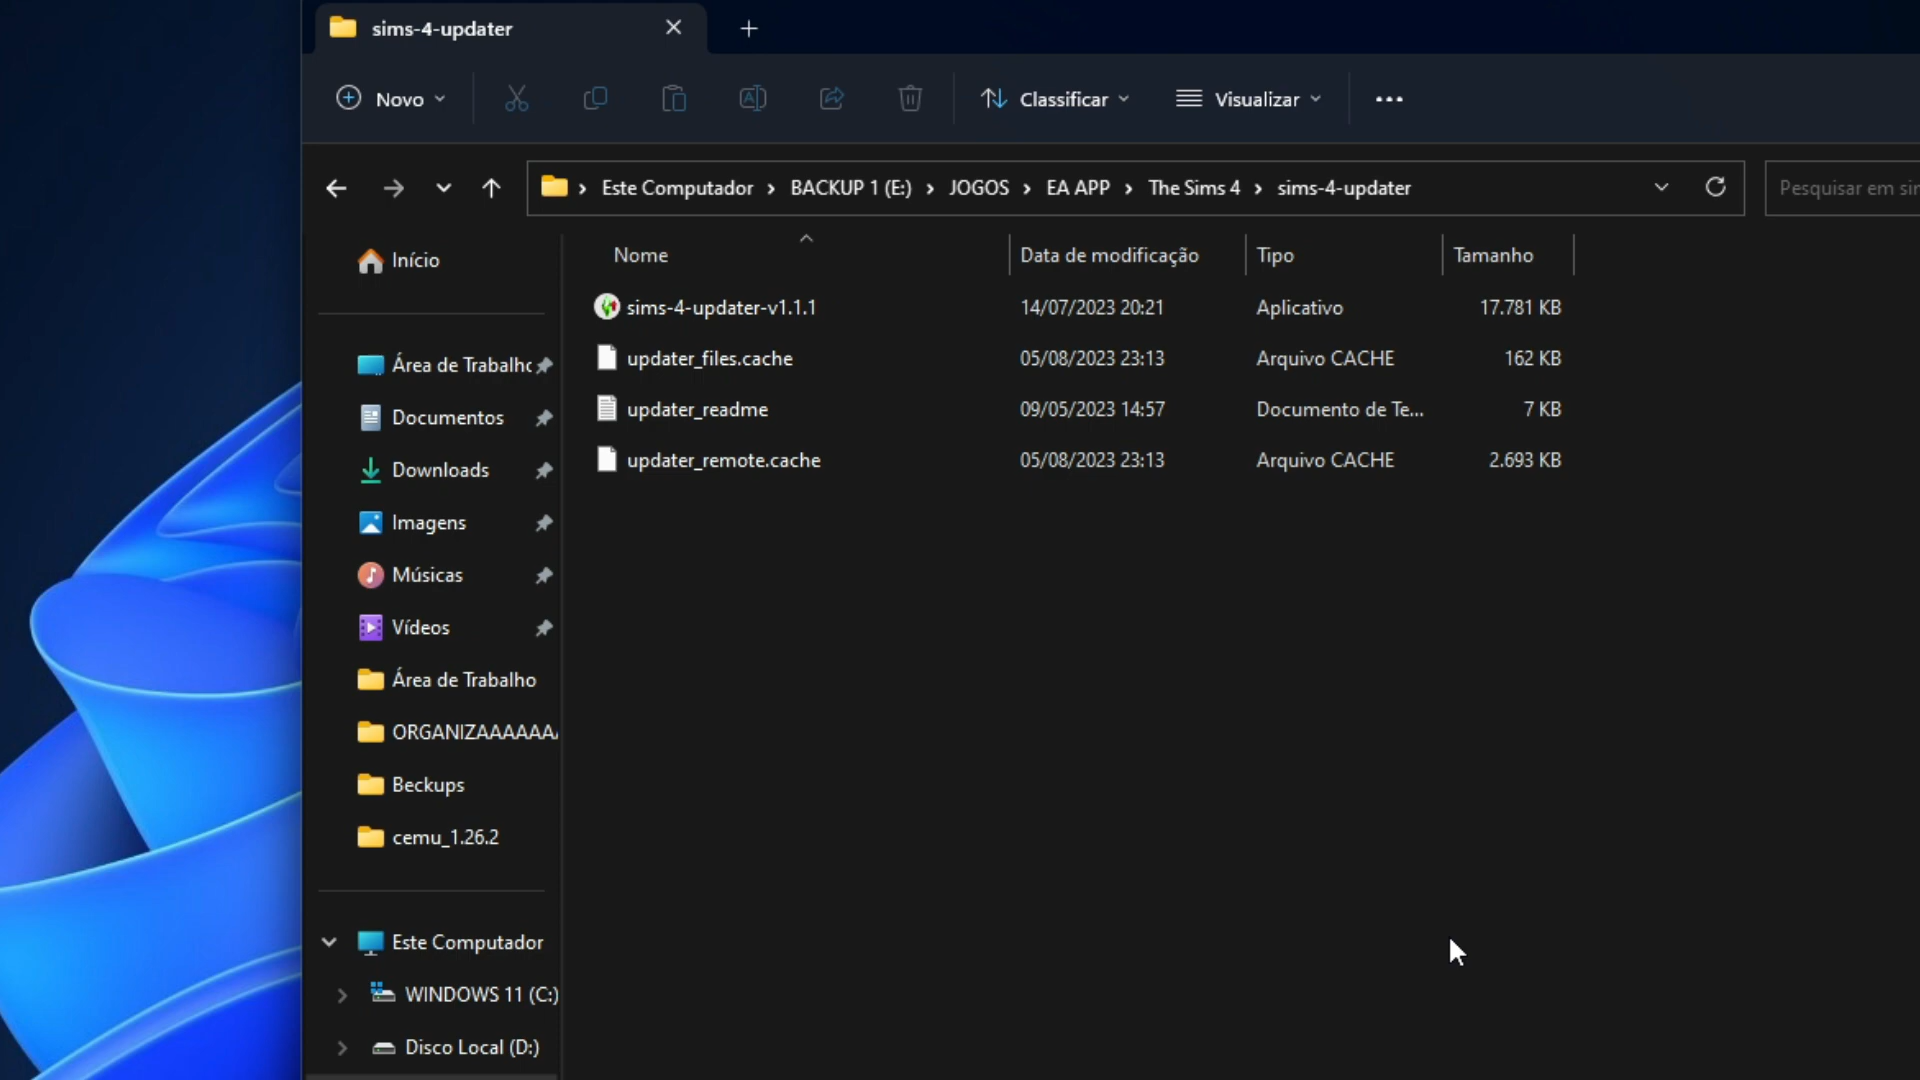 sims-4-updater
Novo
Classificar
Visualizar
Este Computador > BACKUP 1 (E:) > JOGOS > EA APP > The Sims 4 > sims-4-updater
Pesquisar em
Nome Data de modificação Tipo Tamanho
sims-4-updater-v1.1.1 14/07/2023 20:21 Aplicativo 17.781 KB
updater_files.cache 05/08/2023 23:13 Arquivo CACHE 162 KB
updater_readme 09/05/2023 14:57 Documento de Te... 7 KB
updater_remote.cache 05/08/2023 23:13 Arquivo CACHE 2.693 KB
Início
Área de Trabalho
Documentos
Downloads
Imagens
Músicas
Vídeos
Área de Trabalho
ORGANIZAAAAAA
Beckups
cemu_1.26.2
Este Computador
WINDOWS 11 (C:)
Disco Local (D:)